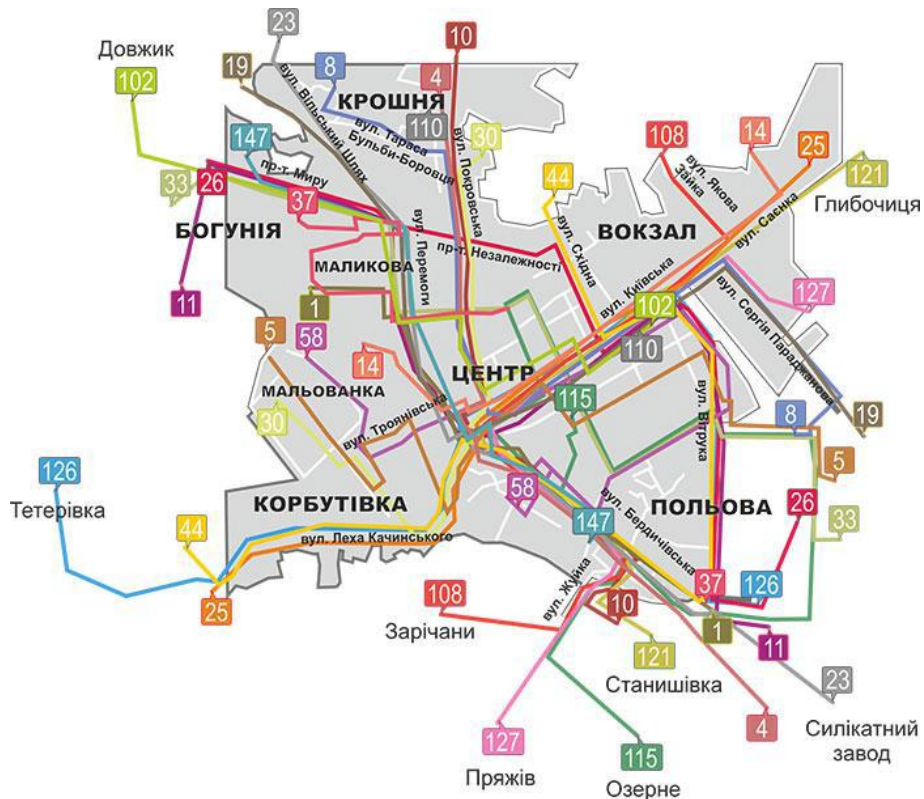 23
10
Довжик
19
8
4
102
КРОШНЯ
вул. Вільський Шлях
110
вул. Тараса
Бульби-Боровця
вул. Покровська
30
147
108
14
25
пр-т. Миру
вул. Якова
Зайка
33
26
44
121
Глибочиця
37
БОГУНІЯ
вул. Перемоги
вул. Східна
ВОКЗАЛ
вул. Саєнка
пр-т. Незалежності
МАЛИКОВА
вул. Київська
127
11
1
102
5
58
110
вул. Сергія Параджанова
14
ЦЕНТР
МАЛЬОВАНКА
115
вул. Вітрука
30
вул. Троянівська
8
19
5
126
58
Тетерівка
КОРБУТІВКА
ПОЛЬОВА
26
33
147
вул. Бердичівська
44
вул. Леха Качинського
37
126
25
вул. Жуйка
108
10
1
11
Зарічани
121
Станишівка
23
4
Силікатний
завод
127
115
Пряжів
Озерне